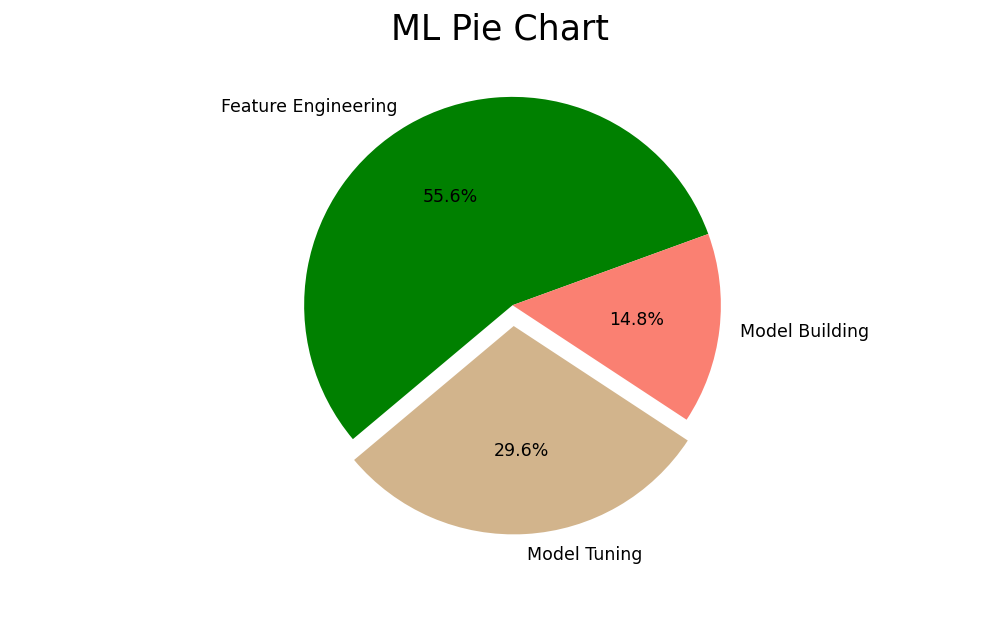 ML Pie Chart
Feature Engineering
55.6%
14.8%
Model Building
29.6%
Model Tuning